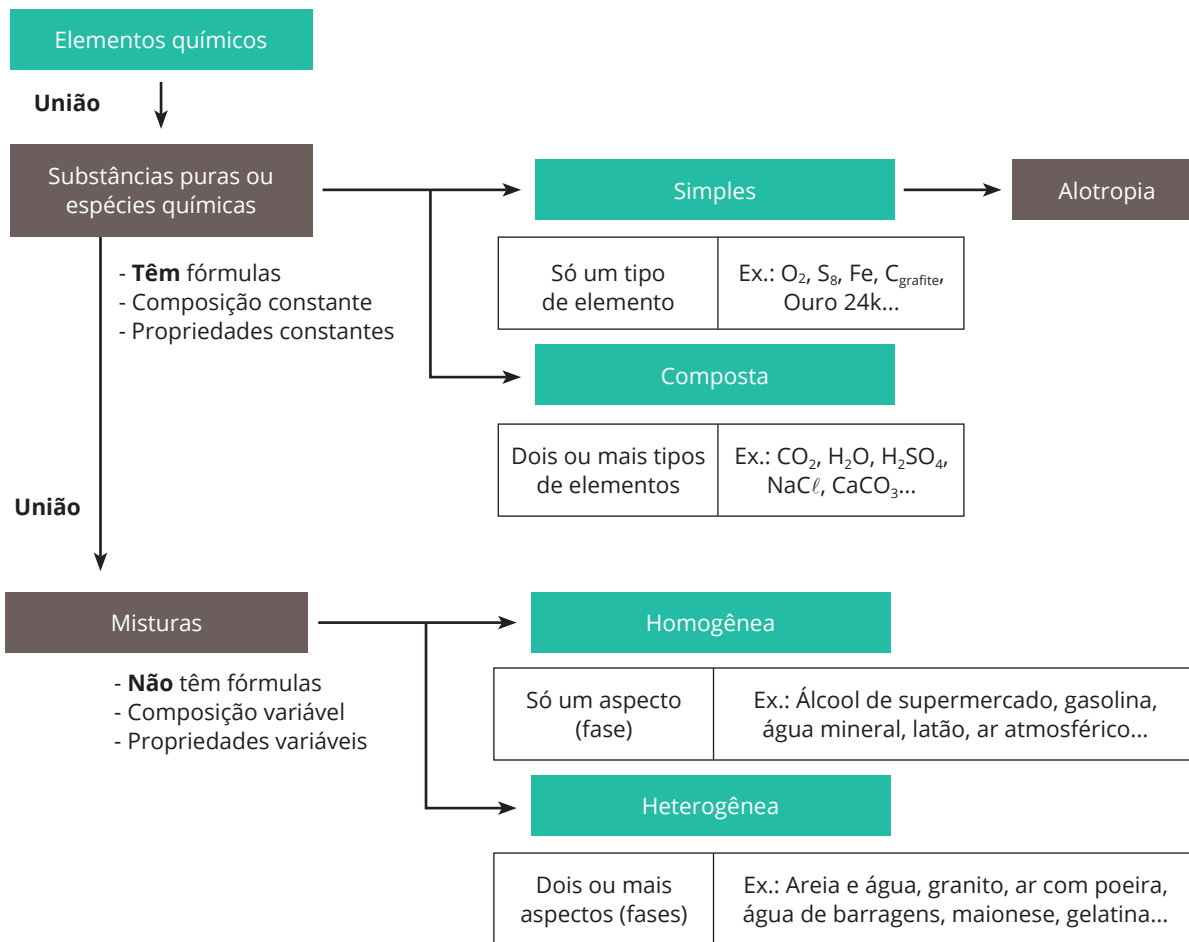 Elementos químicos
União
Substâncias puras ou
espécies químicas
- Têm fórmulas
- Composição constante
- Propriedades constantes
Simples
Alotropia
Só um tipo
de elemento
Ex.: O₂, S₈, Fe, C_grafite,
Ouro 24k...
Composta
Dois ou mais tipos
de elementos
Ex.: CO₂, H₂O, H₂SO₄,
NaCℓ, CaCO₃...
União
Misturas
- Não têm fórmulas
- Composição variável
- Propriedades variáveis
Homogênea
Só um aspecto
(fase)
Ex.: Álcool de supermercado, gasolina,
água mineral, latão, ar atmosférico...
Heterogênea
Dois ou mais
aspectos (fases)
Ex.: Areia e água, granito, ar com poeira,
água de barragens, maionese, gelatina...